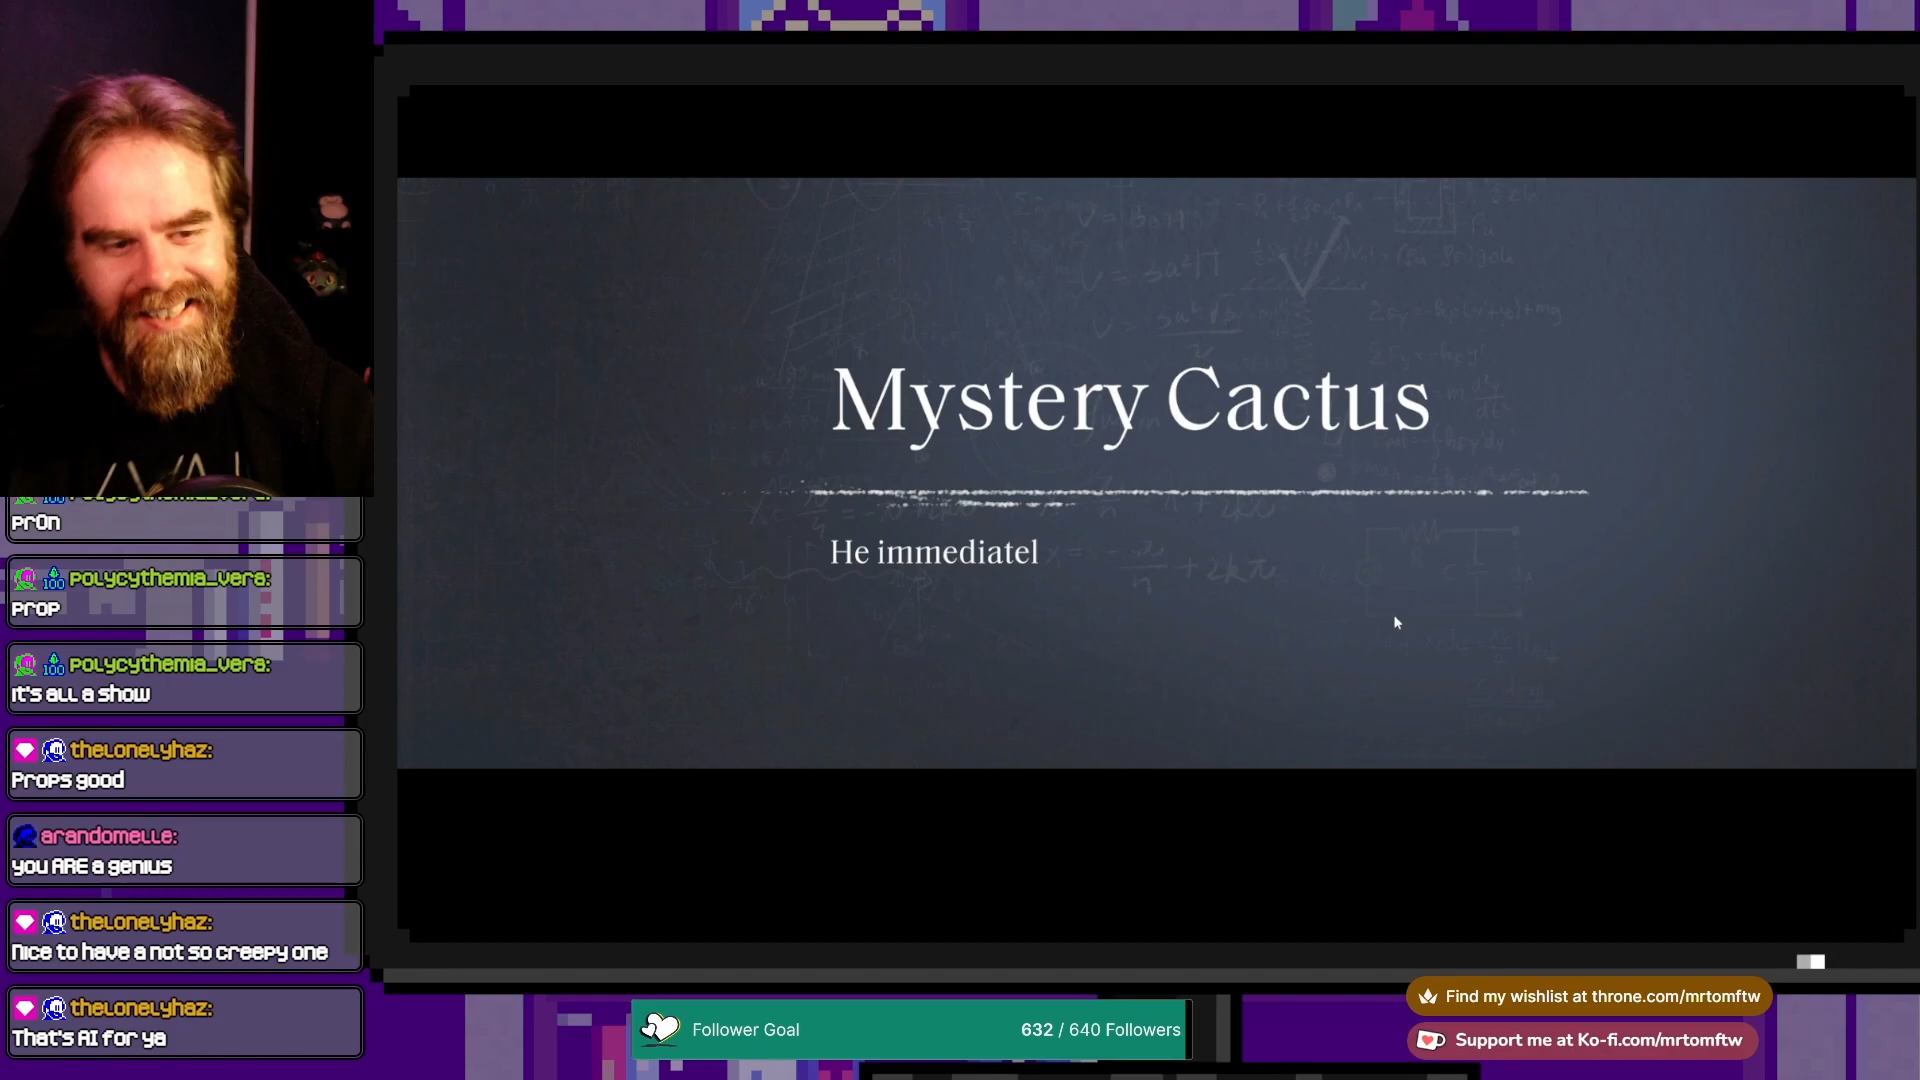 Mystery Cactus
He immediatel
pr0n
polycythemia_vera:
prop
polycythemia_vera:
it's all a show
thelonelyhaz:
Props good
arandomelle:
you ARE a genius
thelonelyhaz:
Nice to have a not so creepy one
thelonelyhaz:
That's AI for ya
Follower Goal
632 / 640 Followers
Find my wishlist at throne.com/mrtomftw
Support me at Ko-fi.com/mrtomftw